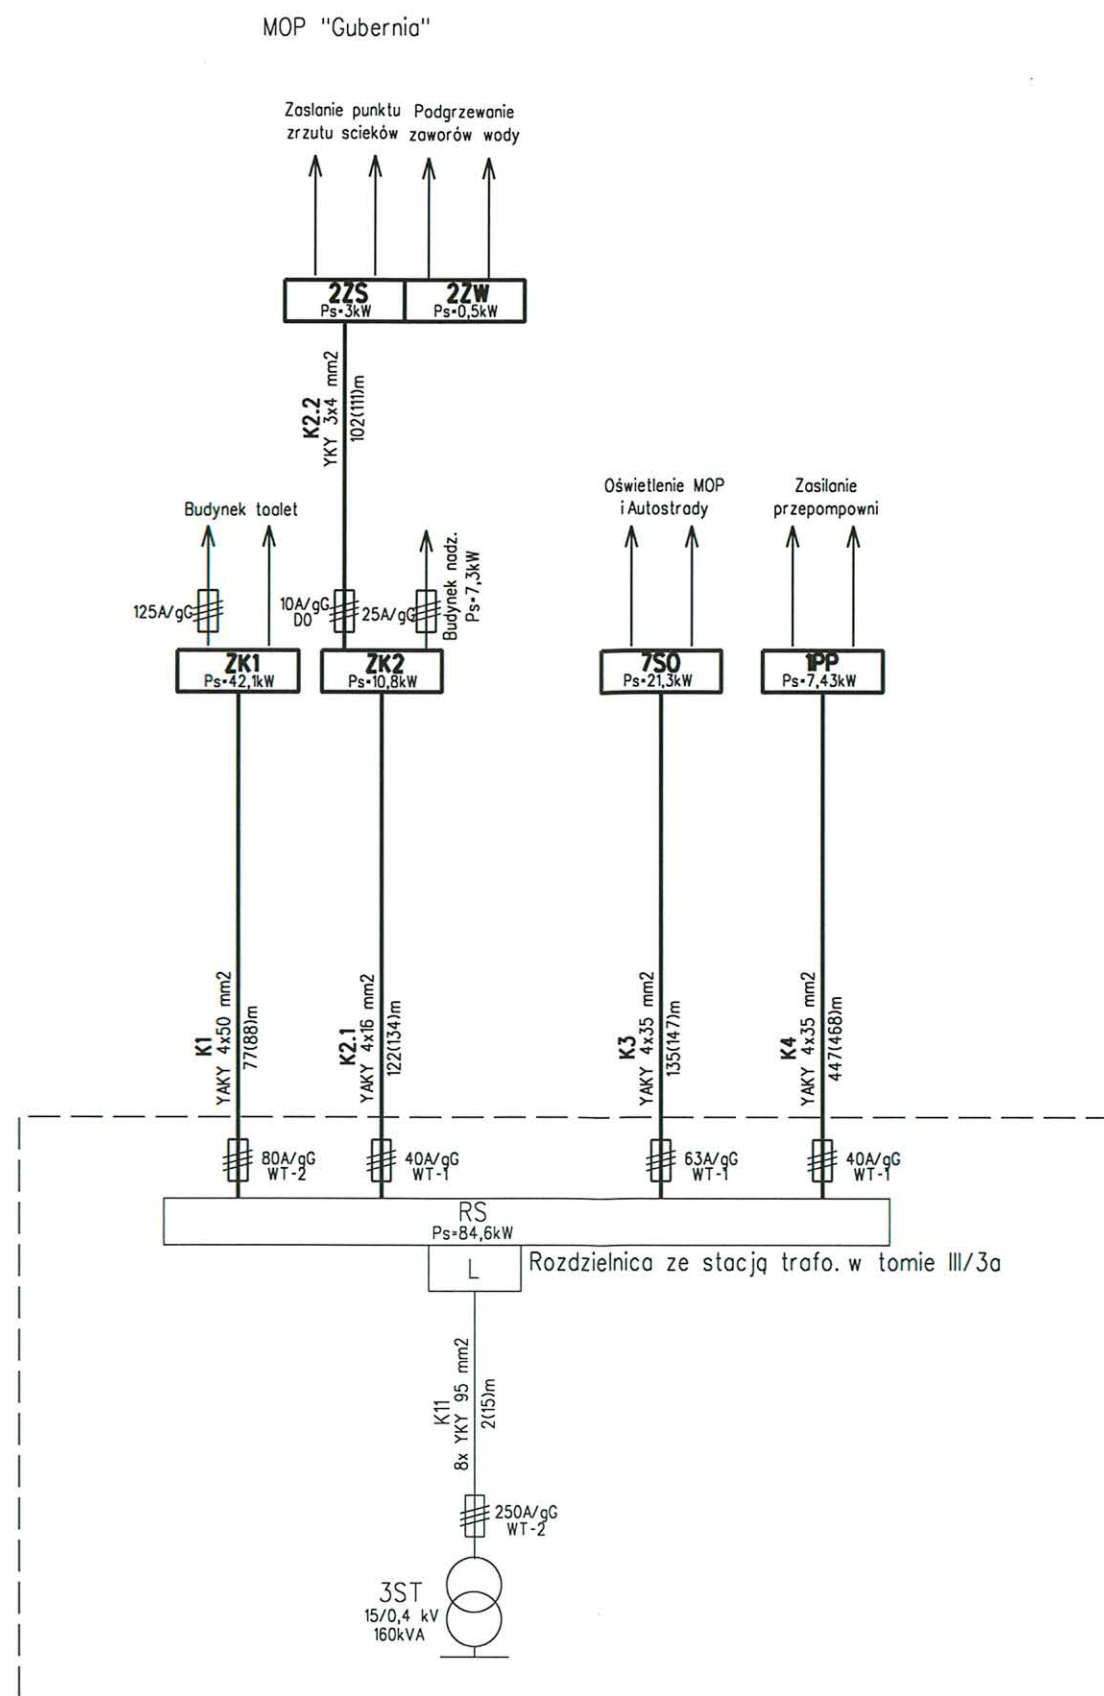 MOP "Gubernia"
Zaslanie punktu
zrzutu scieków
Podgrzewanie
zaworów wody
2ZS
Ps=3kW
2ZW
Ps=0,5kW
K2.2
YKY 3x4 mm2
102(111)m
Budynek toalet
125A/gG
10A/gG
D0
25A/gG
Budynek nadz.
Ps=7,3kW
Oświetlenie MOP
i Autostrady
Zasilanie
przepompowni
ZK1
Ps=42,1kW
ZK2
Ps=10,8kW
7SO
Ps=21,3kW
1PP
Ps=7,43kW
K1
YAKY 4x50 mm2
77(88)m
K2.1
YAKY 4x16 mm2
122(134)m
K3
YAKY 4x35 mm2
135(147)m
K4
YAKY 4x35 mm2
447(468)m
80A/gG
WT-2
40A/gG
WT-1
63A/gG
WT-1
40A/gG
WT-1
RS
Ps=84,6kW
L
Rozdzielnica ze stacją trafo. w tomie III/3a
K11
8x YKY 95 mm2
2(15)m
250A/gG
WT-2
3ST
15/0,4 kV
160kVA